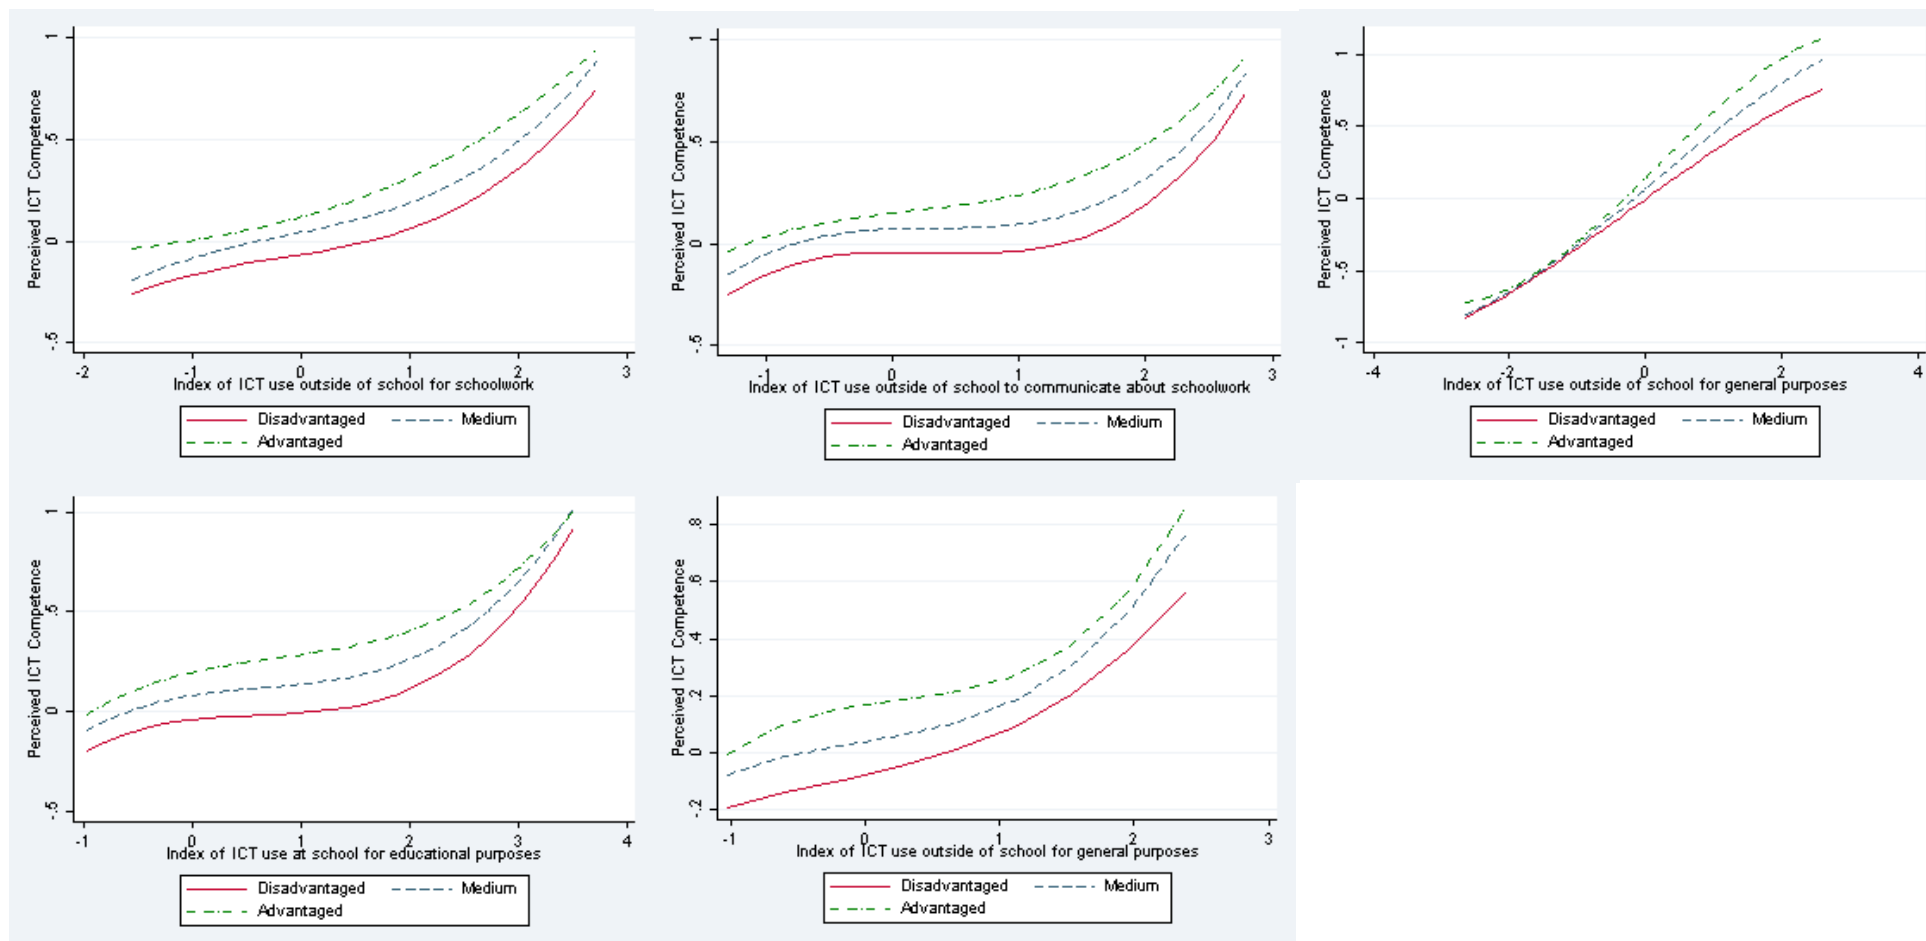 Perceived ICT Competence
1
.5
0
-.5
-2 -1 0 1 2 3
Index of ICT use outside of school for schoolwork
Disadvantaged Medium
Advantaged
Perceived ICT Competence
1
.5
0
-.5
-1 0 1 2 3
Index of ICT use outside of school to communicate about schoolwork
Disadvantaged Medium
Advantaged
Perceived ICT Competence
1
.5
0
-.5
-1
-4 -2 0 2 4
Index of ICT use outside of school for general purposes
Disadvantaged Medium
Advantaged
Perceived ICT Competence
1
.5
0
-.5
-1 0 1 2 3 4
Index of ICT use at school for educational purposes
Disadvantaged Medium
Advantaged
Perceived ICT Competence
.8
.6
.4
.2
0
-.2
-1 0 1 2 3
Index of ICT use outside of school for general purposes
Disadvantaged Medium
Advantaged